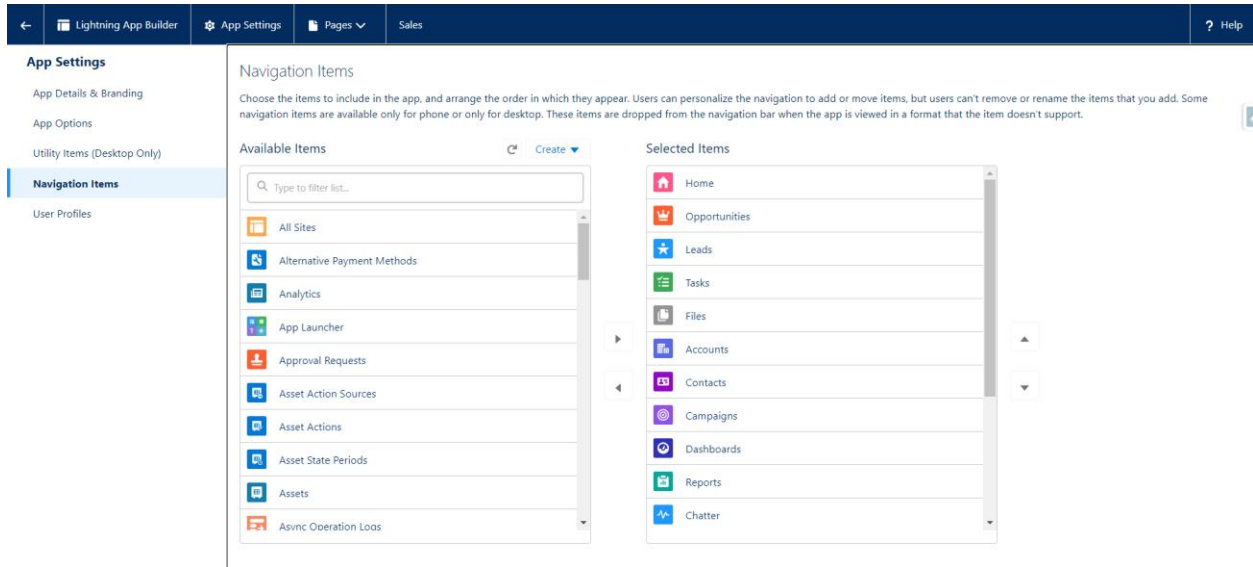 Lightning App Builder
App Settings
Pages
Sales
? Help
App Settings
App Details & Branding
App Options
Utility Items (Desktop Only)
Navigation Items
User Profiles
Navigation Items
Choose the items to include in the app, and arrange the order in which they appear. Users can personalize the navigation to add or move items, but users can't remove or rename the items that you add. Some
navigation items are available only for phone or only for desktop. These items are dropped from the navigation bar when the app is viewed in a format that the item doesn't support.
Available Items
Create
Type to filter list...
All Sites
Alternative Payment Methods
Analytics
App Launcher
Approval Requests
Asset Action Sources
Asset Actions
Asset State Periods
Assets
Async Operation Logs
Selected Items
Home
Opportunities
Leads
Tasks
Files
Accounts
Contacts
Campaigns
Dashboards
Reports
Chatter